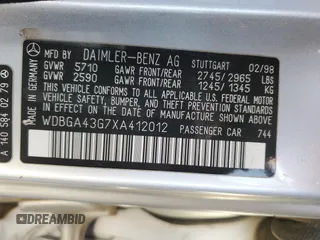 MFD. BY DAIMLER-BENZ AG STUTTGART 02/98
GVWR 5710 GAWR FRONT/REAR 2745/2965 LBS
GVWR 2590 GAWR FRONT/REAR 1245/1345 KG
THIS VEHICLE CONFORMS TO ALL APPLICABLE
U.S. FEDERAL MOTOR VEHICLE SAFETY, BUMPER,
AND THEFT PREVENTION STANDARDS IN EFFECT ON
THE DATE OF MANUFACTURE SHOWN ABOVE
WDBGA43G7XA412012 PASSENGER CAR
744
MADE IN GERMANY
A 140 584 02 79
DREAMBID
dreambid.com